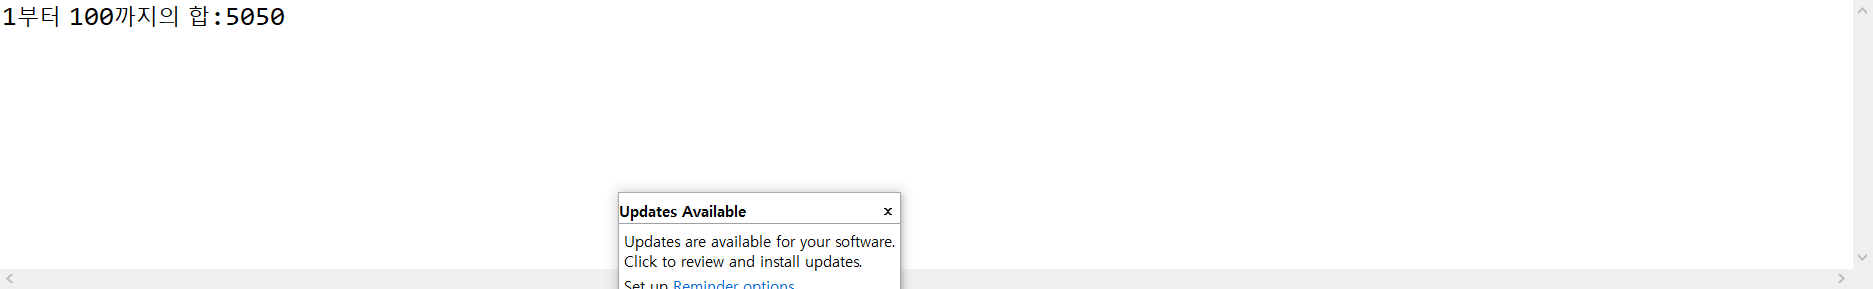 1부터 100까지의 합:5050
Updates Available x
Updates are available for your software.
Click to review and install updates.
Set up Reminder options